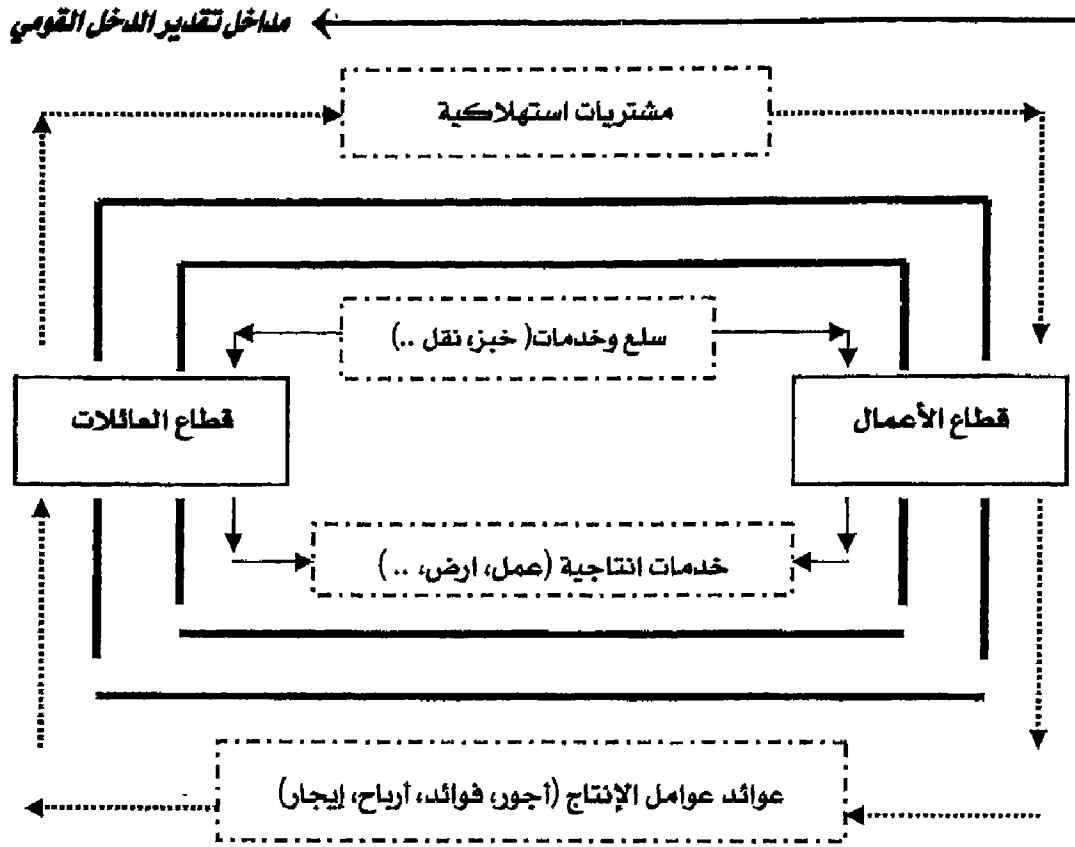 مداخل تقدير الدخل القومي
مشتريات استهلاكية
سلع وخدمات( خبز، نقل ..)
قطاع الأعمال
قطاع العائلات
خدمات انتاجية (عمل، ارض، ..)
عوائد عوامل الإنتاج (أجور، فوائد، أرباح، إيجار)